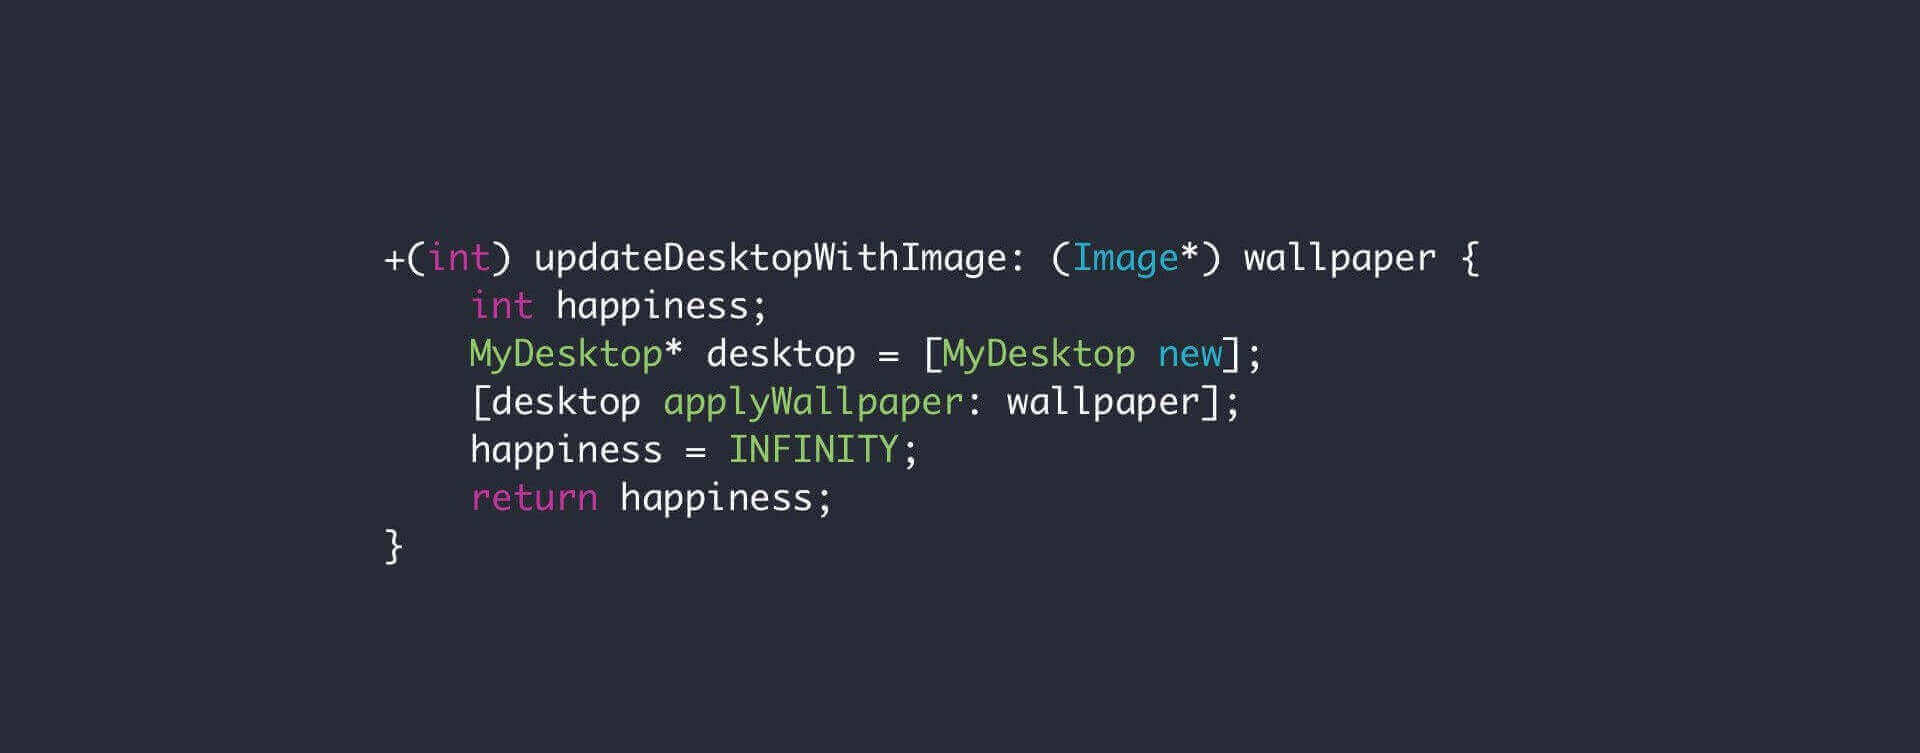 +(int) updateDesktopWithImage: (Image*) wallpaper {
    int happiness;
    MyDesktop* desktop = [MyDesktop new];
    [desktop applyWallpaper: wallpaper];
    happiness = INFINITY;
    return happiness;
}